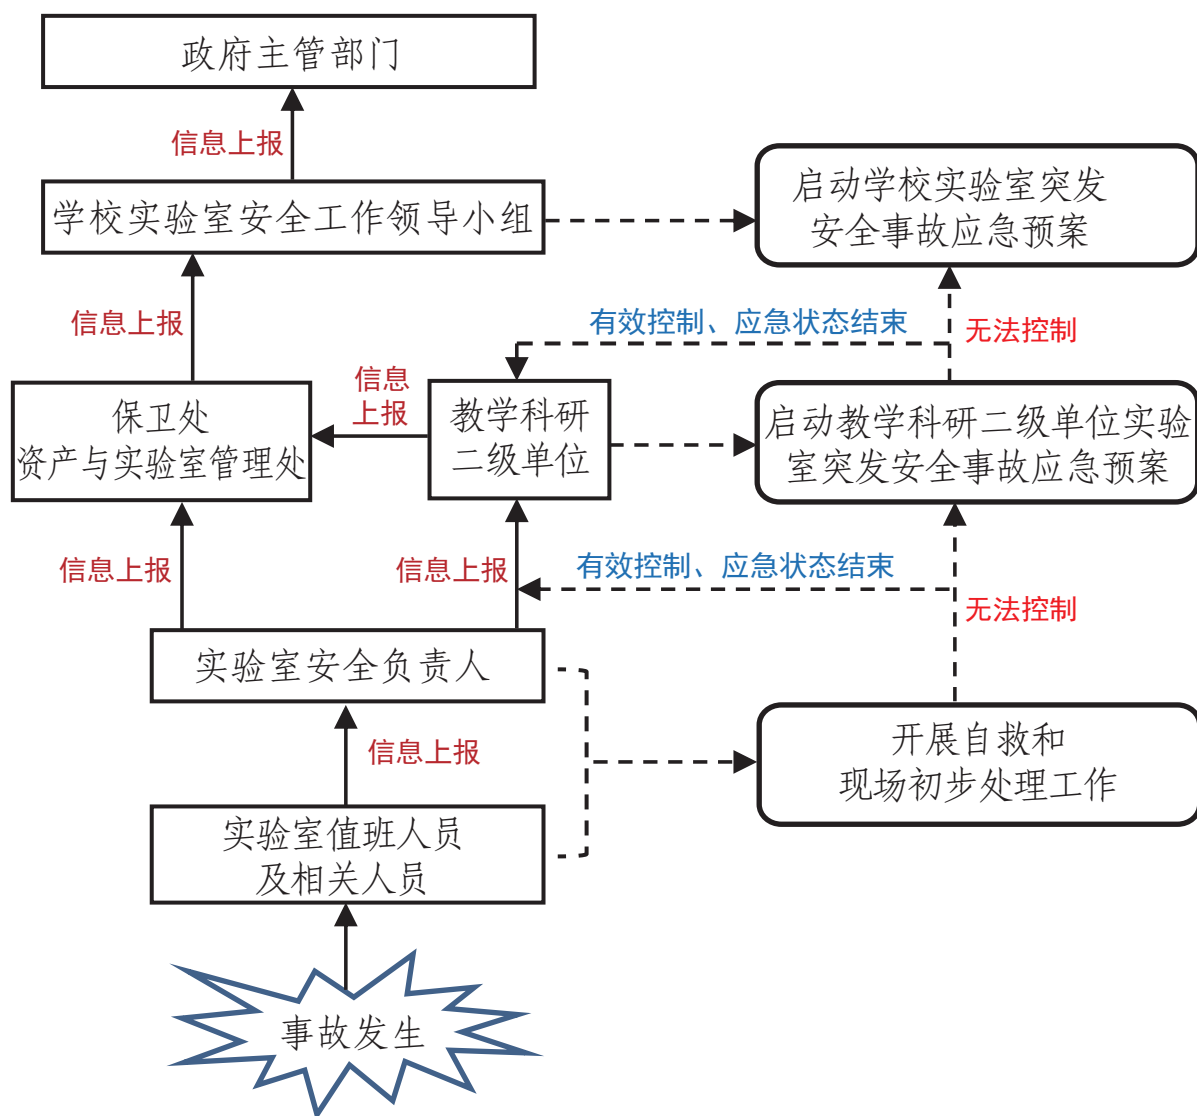 政府主管部门
信息上报
学校实验室安全工作领导小组
启动学校实验室突发
安全事故应急预案
信息上报
有效控制、应急状态结束
无法控制
保卫处
资产与实验室管理处
信息
上报
教学科研
二级单位
启动教学科研二级单位实验
室突发安全事故应急预案
信息上报
信息上报
有效控制、应急状态结束
无法控制
实验室安全负责人
信息上报
开展自救和
现场初步处理工作
实验室值班人员
及相关人员
事故发生